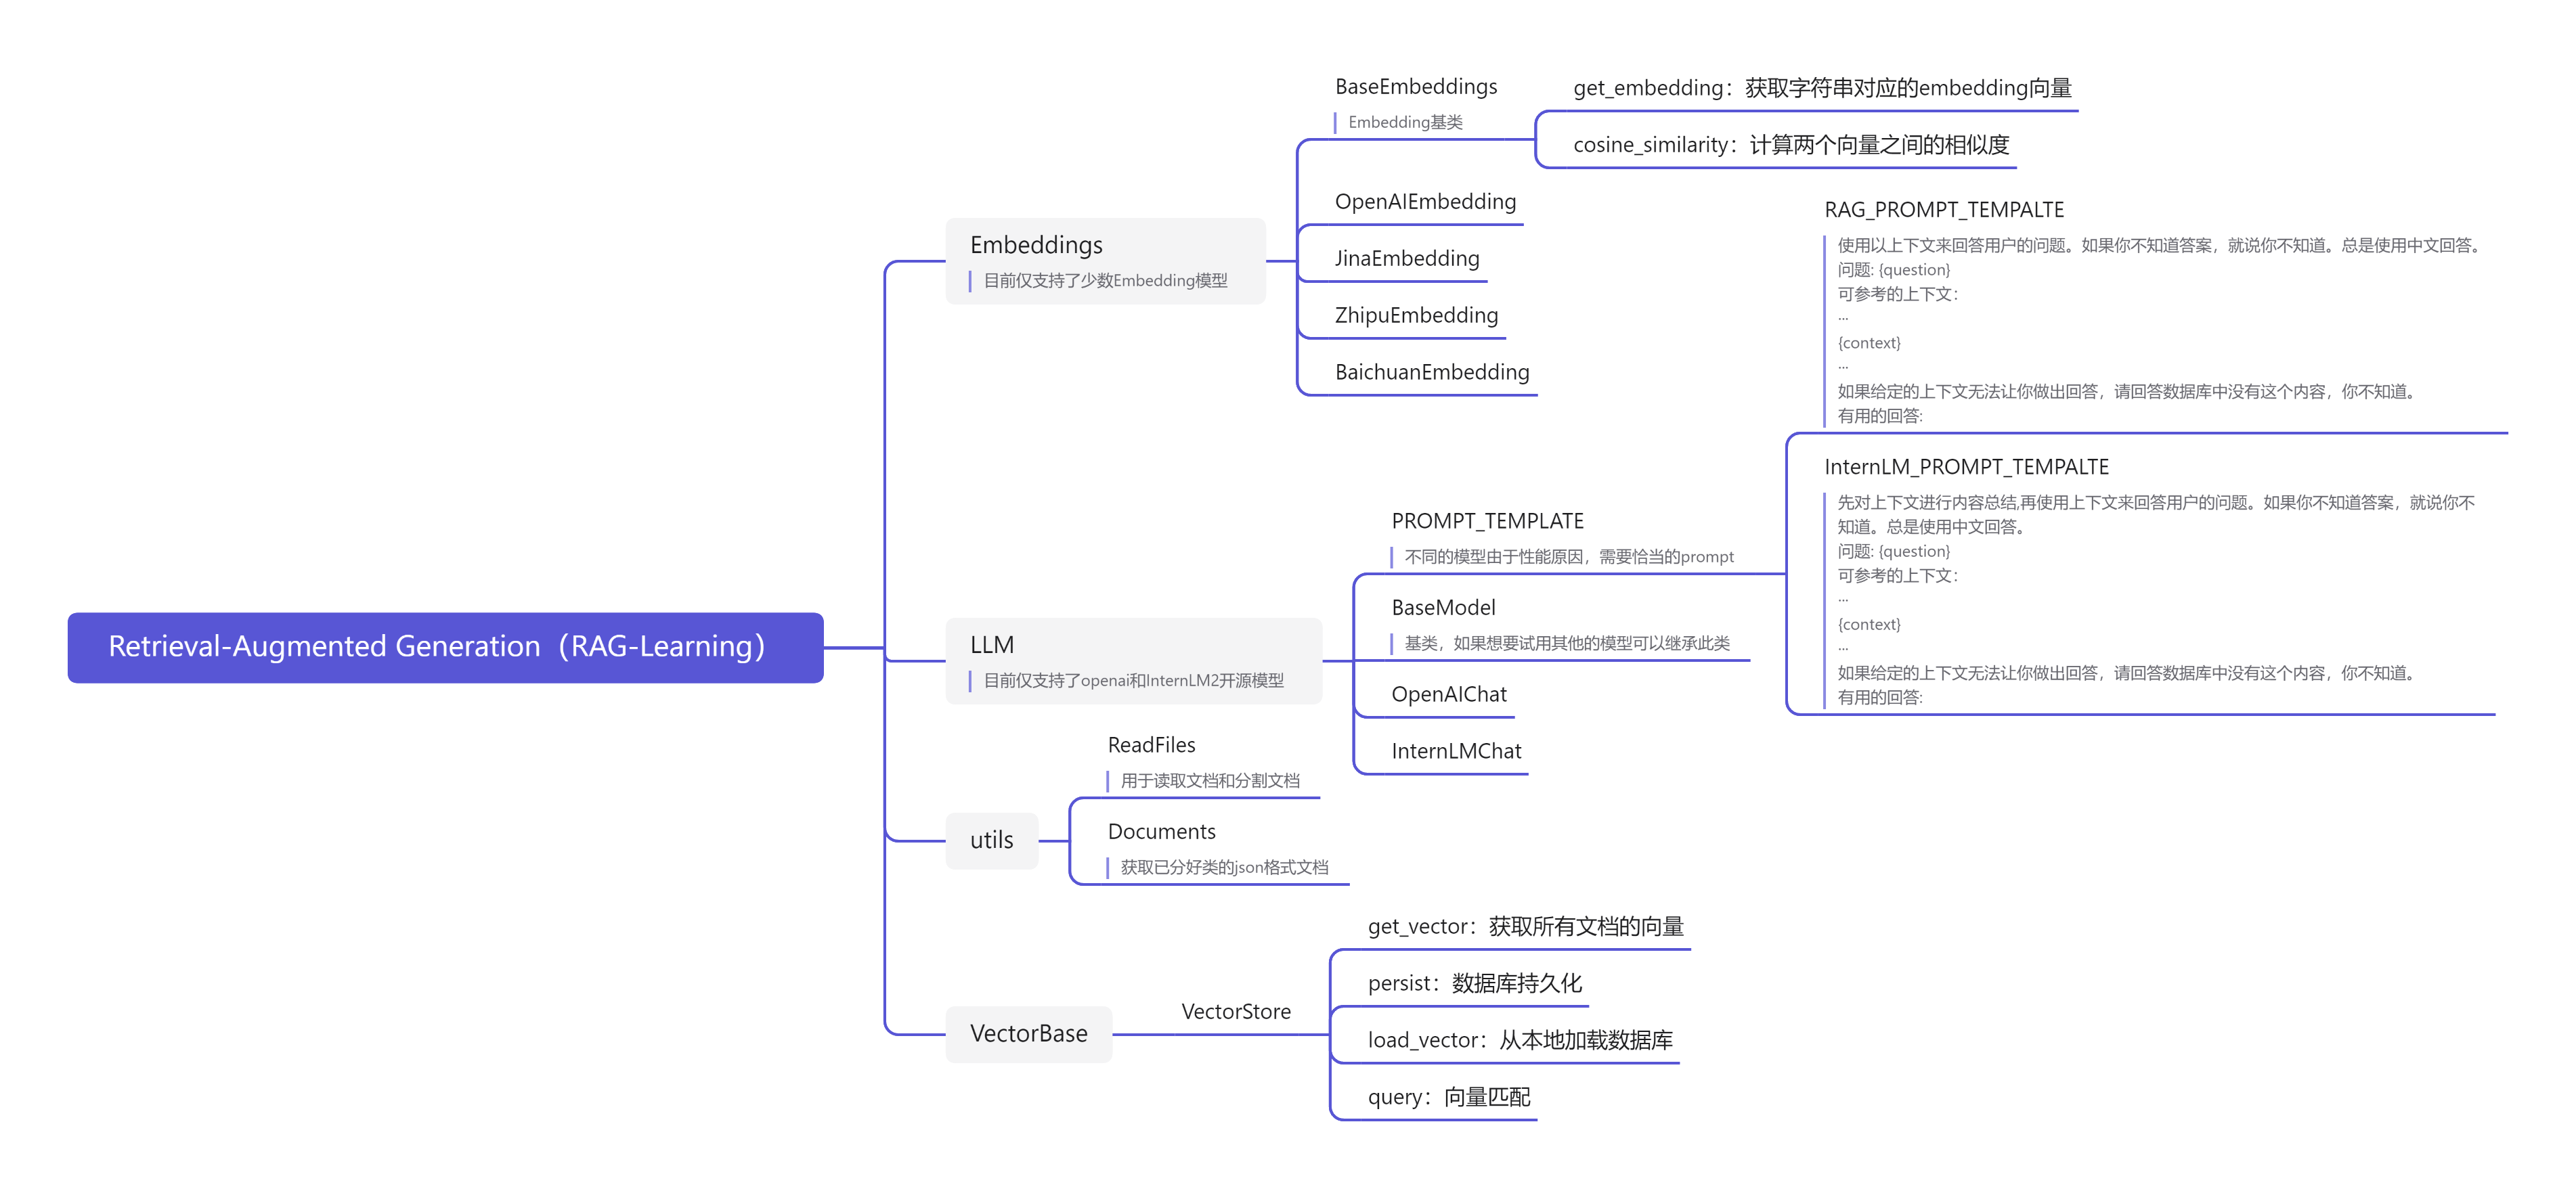 Retrieval-Augmented Generation（RAG-Learning）
Embeddings
目前仅支持了少数Embedding模型
BaseEmbeddings
Embedding基类
get_embedding：获取字符串对应的embedding向量
cosine_similarity：计算两个向量之间的相似度
OpenAIEmbedding
JinaEmbedding
ZhipuEmbedding
BaichuanEmbedding
LLM
目前仅支持了openai和InternLM2开源模型
PROMPT_TEMPLATE
不同的模型由于性能原因，需要恰当的prompt
RAG_PROMPT_TEMPALTE
使用以上下文来回答用户的问题。如果你不知道答案，就说你不知道。总是使用中文回答。
问题: {question}
可参考的上下文：
...
{context}
...
如果给定的上下文无法让你做出回答，请回答数据库中没有这个内容，你不知道。
有用的回答:
InternLM_PROMPT_TEMPALTE
先对上下文进行内容总结,再使用上下文来回答用户的问题。如果你不知道答案，就说你不
知道。总是使用中文回答。
问题: {question}
可参考的上下文：
...
{context}
...
如果给定的上下文无法让你做出回答，请回答数据库中没有这个内容，你不知道。
有用的回答:
BaseModel
基类，如果想要试用其他的模型可以继承此类
OpenAIChat
InternLMChat
utils
ReadFiles
用于读取文档和分割文档
Documents
获取已分好类的json格式文档
VectorBase
VectorStore
get_vector：获取所有文档的向量
persist：数据库持久化
load_vector：从本地加载数据库
query：向量匹配